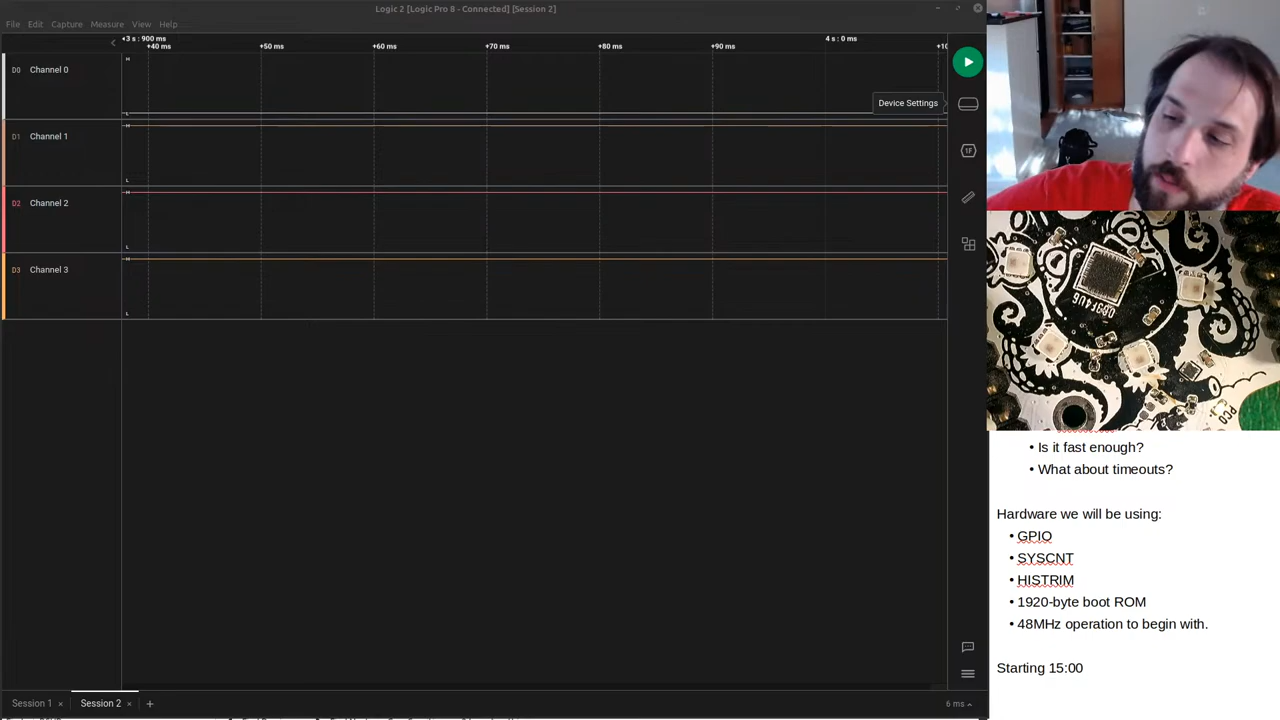 Logic 2 [Logic Pro 8 - Connected] [Session 2]
File Edit Capture Measure View Help
+3 s : 900 ms
4 s : 0 ms
+40 ms +50 ms +60 ms +70 ms +80 ms +90 ms +10
D0 Channel 0
H
L
Device Settings
D1 Channel 1
H
L
1F
D2 Channel 2
H
L
D3 Channel 3
H
L
• Is it fast enough?
• What about timeouts?
Hardware we will be using:
• GPIO
• SYSCNT
• HISTRIM
• 1920-byte boot ROM
• 48MHz operation to begin with.
Starting 15:00
Session 1 × Session 2 × +
6 ms